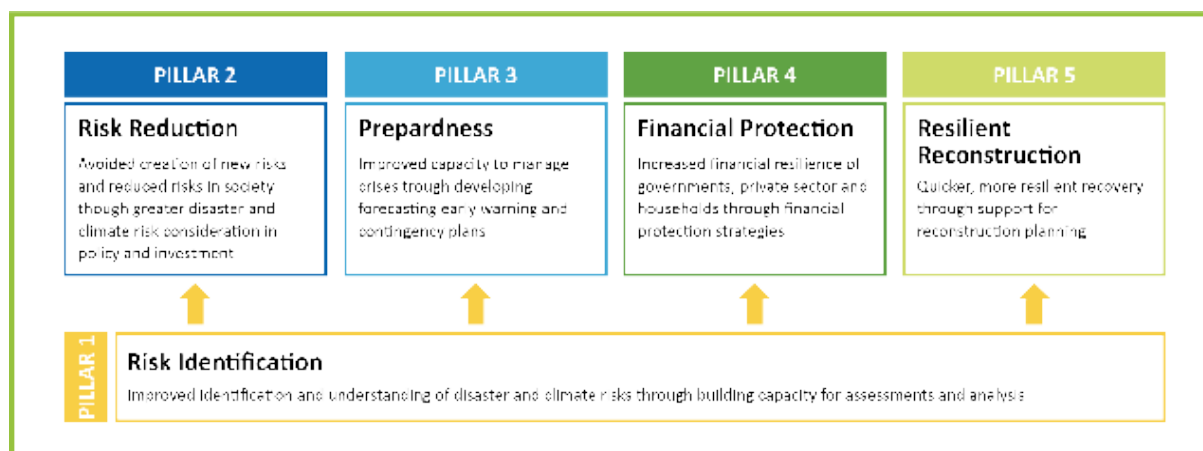 PILLAR 2
Risk Reduction
Avoided creation of new risks
and reduced risks in society
though greater disaster and
climate risk consideration in
policy and investment
PILLAR 3
Prepardness
Improved capacity to manage
crises trough developing
forecasting early warning and
contingency plans
PILLAR 4
Financial Protection
Increased financial resilience of
governments, private sector and
households through financial
protection strategies
PILLAR 5
Resilient
Reconstruction
Quicker, more resilient recovery
through support for
reconstruction planning
PILLAR 1
Risk Identification
Improved identification and understanding of disaster and climate risks through building capacity for assessments and analysis